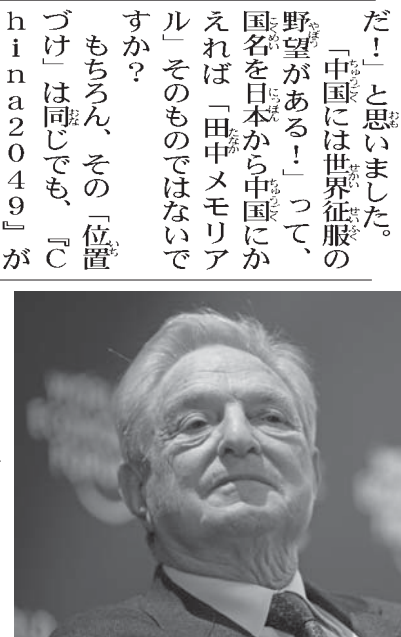 だ！」と思いました。
「中国には世界征服の
野望がある！」って、
国名を日本から中国にか
えれば「田中メモリア
ル」そのものではないで
すか？
もちろん、その「位置
づけ」は同じでも、『C
hina2049』が